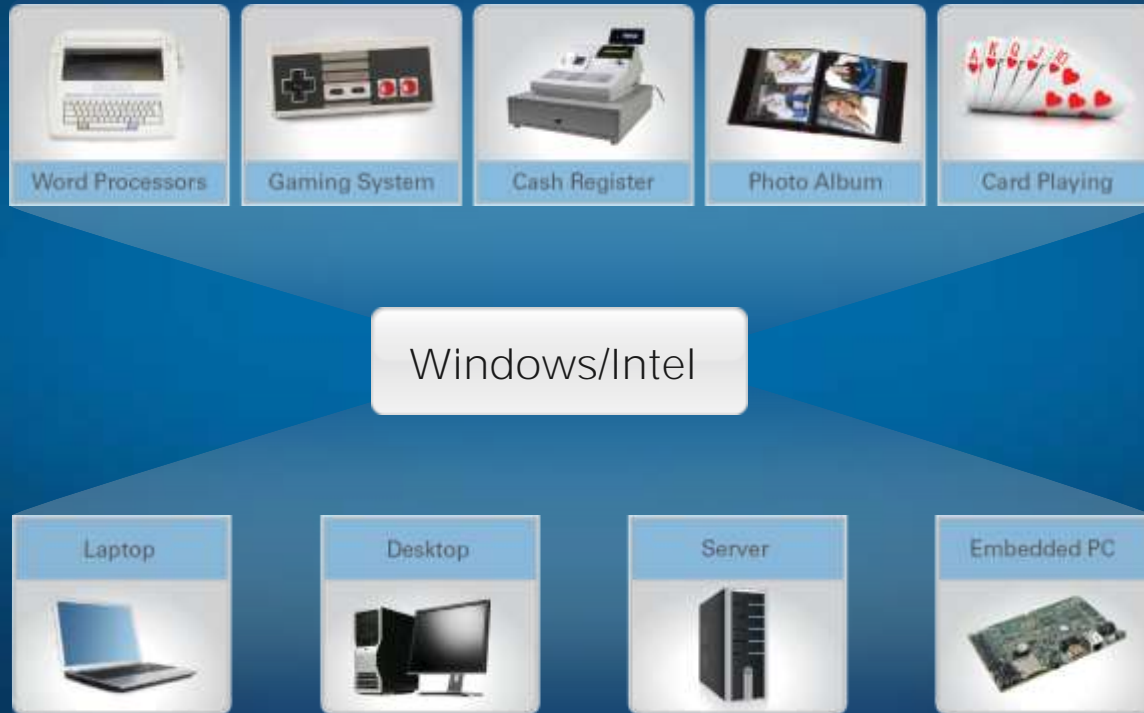 Word Processors
Gaming System
Cash Register
Photo Album
Card Playing
Windows/Intel
Laptop
Desktop
Server
Embedded PC